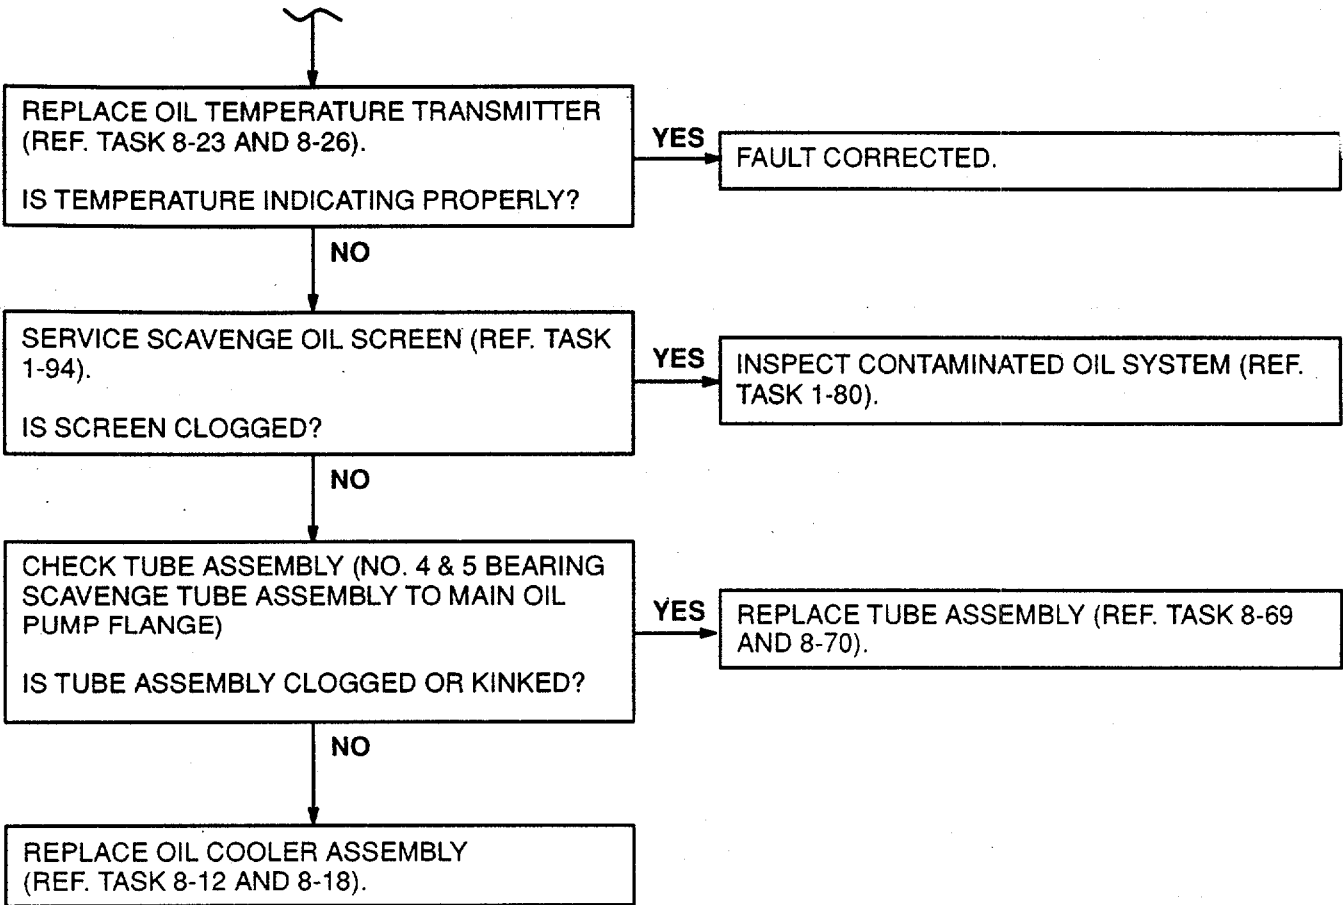 REPLACE OIL TEMPERATURE TRANSMITTER
(REF. TASK 8-23 AND 8-26).
IS TEMPERATURE INDICATING PROPERLY?
YES
FAULT CORRECTED.
NO
SERVICE SCAVENGE OIL SCREEN (REF. TASK
1-94).
IS SCREEN CLOGGED?
YES
INSPECT CONTAMINATED OIL SYSTEM (REF.
TASK 1-80).
NO
CHECK TUBE ASSEMBLY (NO. 4 & 5 BEARING
SCAVENGE TUBE ASSEMBLY TO MAIN OIL
PUMP FLANGE)
IS TUBE ASSEMBLY CLOGGED OR KINKED?
YES
REPLACE TUBE ASSEMBLY (REF. TASK 8-69
AND 8-70).
NO
REPLACE OIL COOLER ASSEMBLY
(REF. TASK 8-12 AND 8-18).